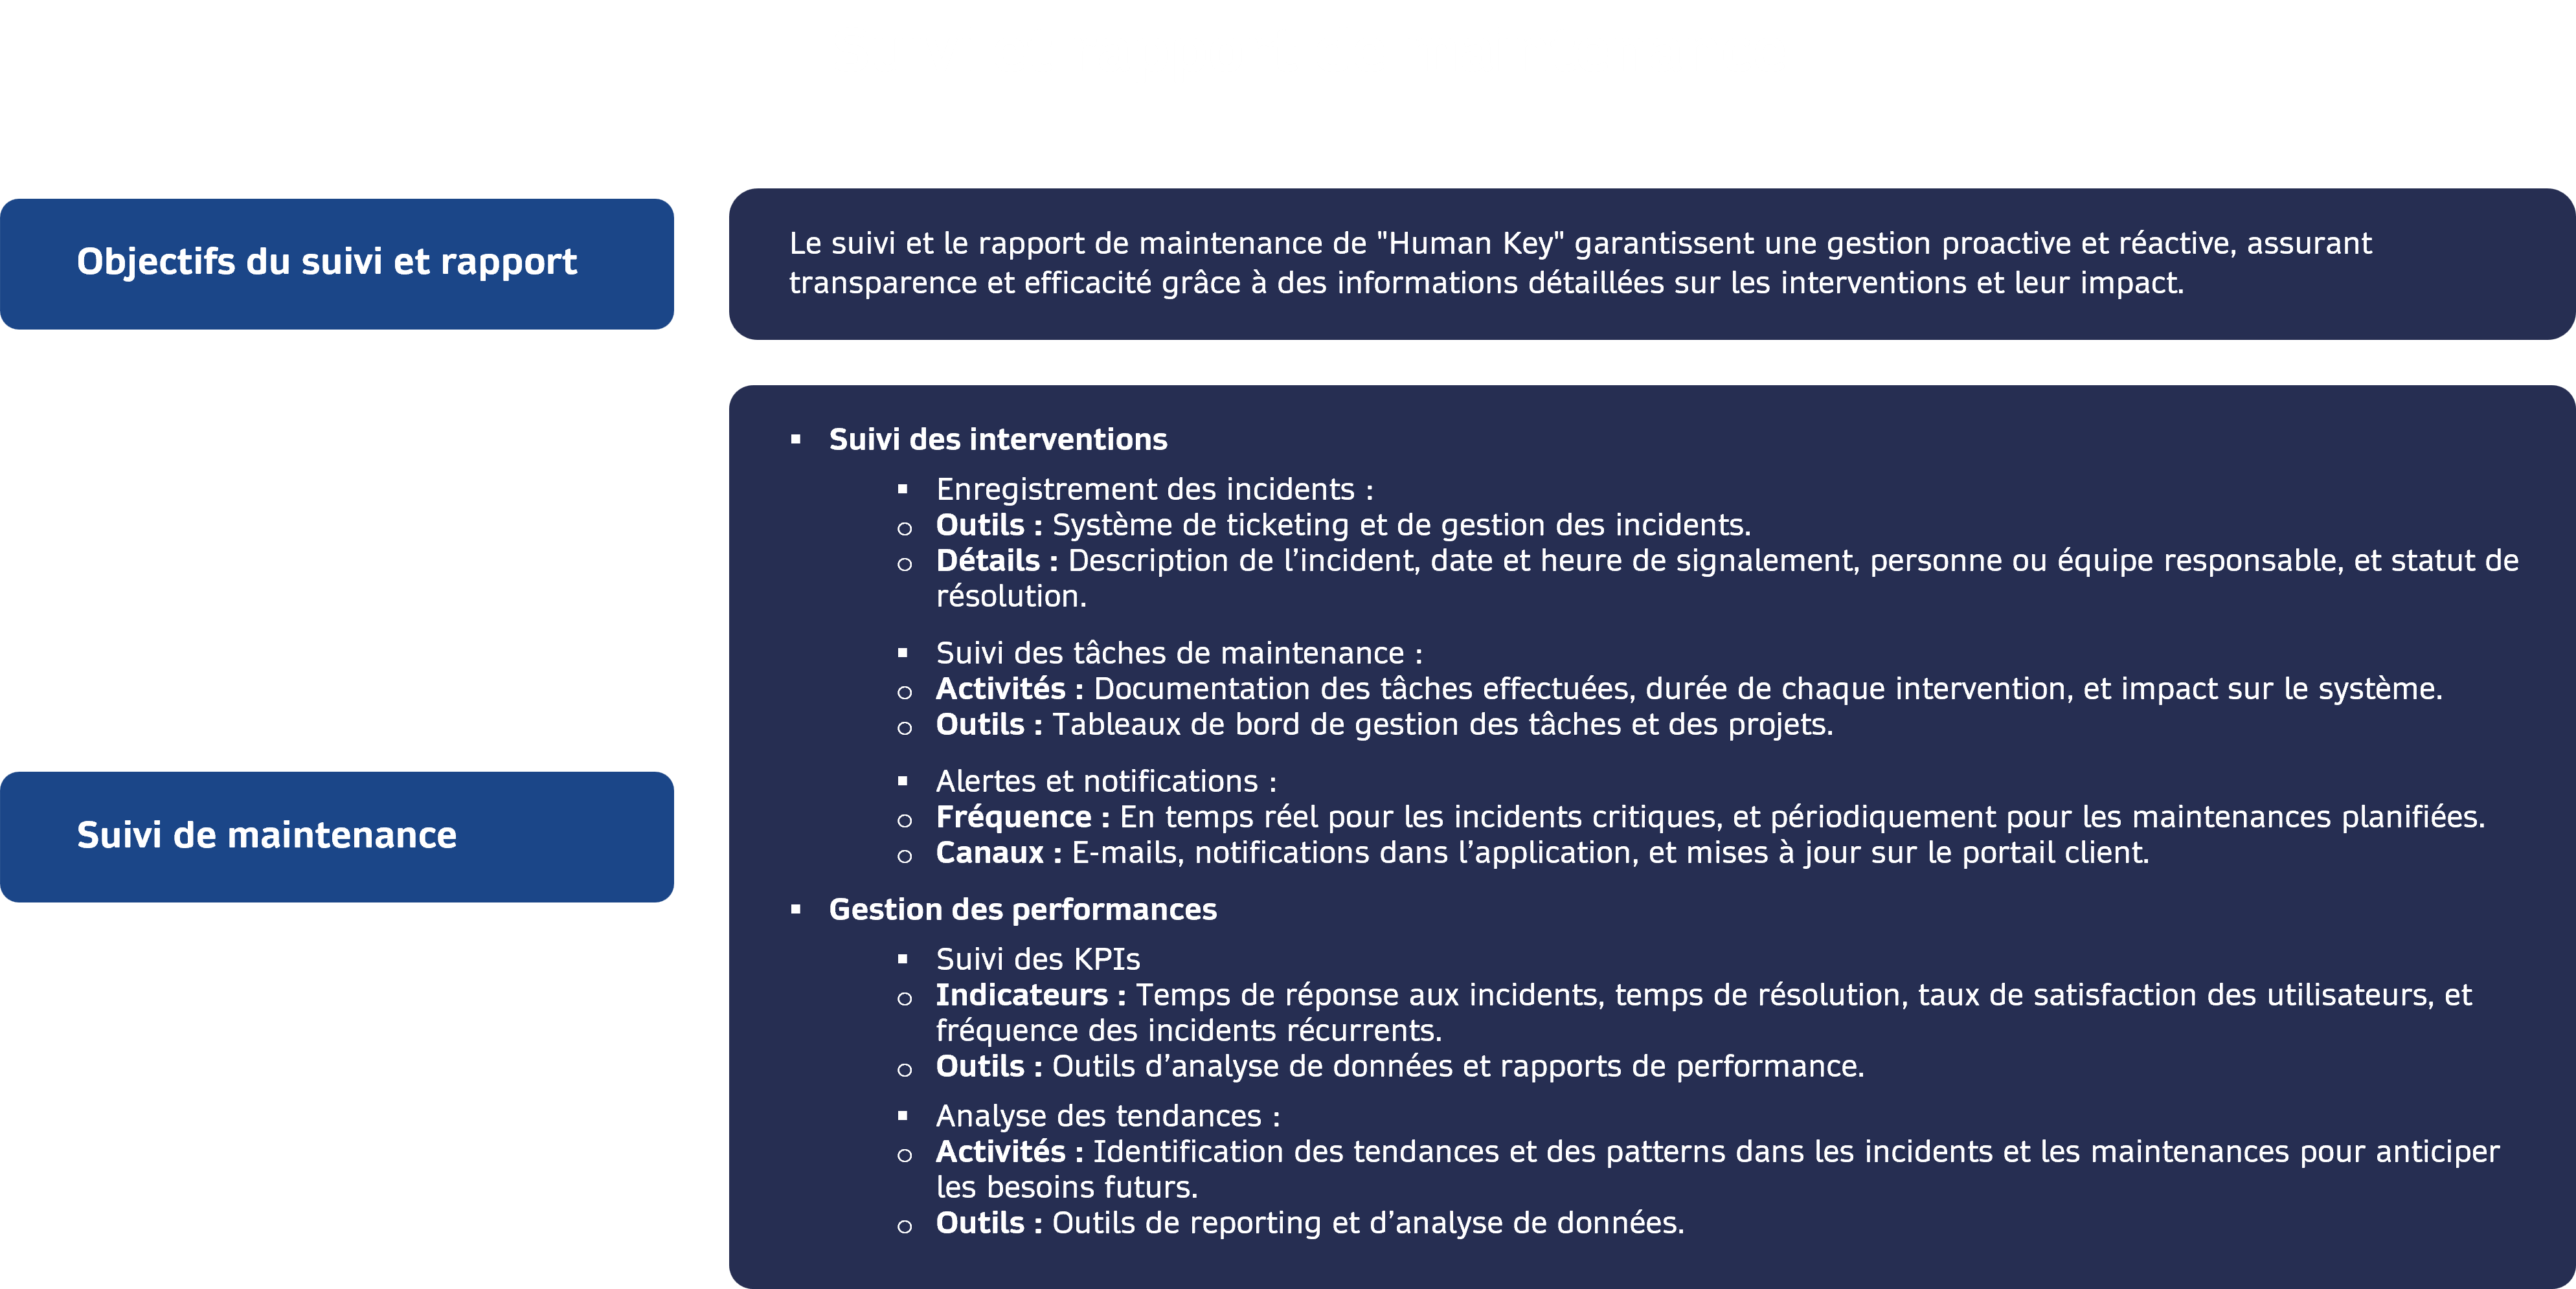 Objectifs du suivi et rapport
Le suivi et le rapport de maintenance de "Human Key" garantissent une gestion proactive et réactive, assurant
transparence et efficacité grâce à des informations détaillées sur les interventions et leur impact.
Suivi de maintenance
▪ Suivi des interventions
▪ Enregistrement des incidents :
o Outils : Système de ticketing et de gestion des incidents.
o Détails : Description de l’incident, date et heure de signalement, personne ou équipe responsable, et statut de
résolution.
▪ Suivi des tâches de maintenance :
o Activités : Documentation des tâches effectuées, durée de chaque intervention, et impact sur le système.
o Outils : Tableaux de bord de gestion des tâches et des projets.
▪ Alertes et notifications :
o Fréquence : En temps réel pour les incidents critiques, et périodiquement pour les maintenances planifiées.
o Canaux : E-mails, notifications dans l’application, et mises à jour sur le portail client.
▪ Gestion des performances
▪ Suivi des KPIs
o Indicateurs : Temps de réponse aux incidents, temps de résolution, taux de satisfaction des utilisateurs, et
fréquence des incidents récurrents.
o Outils : Outils d’analyse de données et rapports de performance.
▪ Analyse des tendances :
o Activités : Identification des tendances et des patterns dans les incidents et les maintenances pour anticiper
les besoins futurs.
o Outils : Outils de reporting et d’analyse de données.